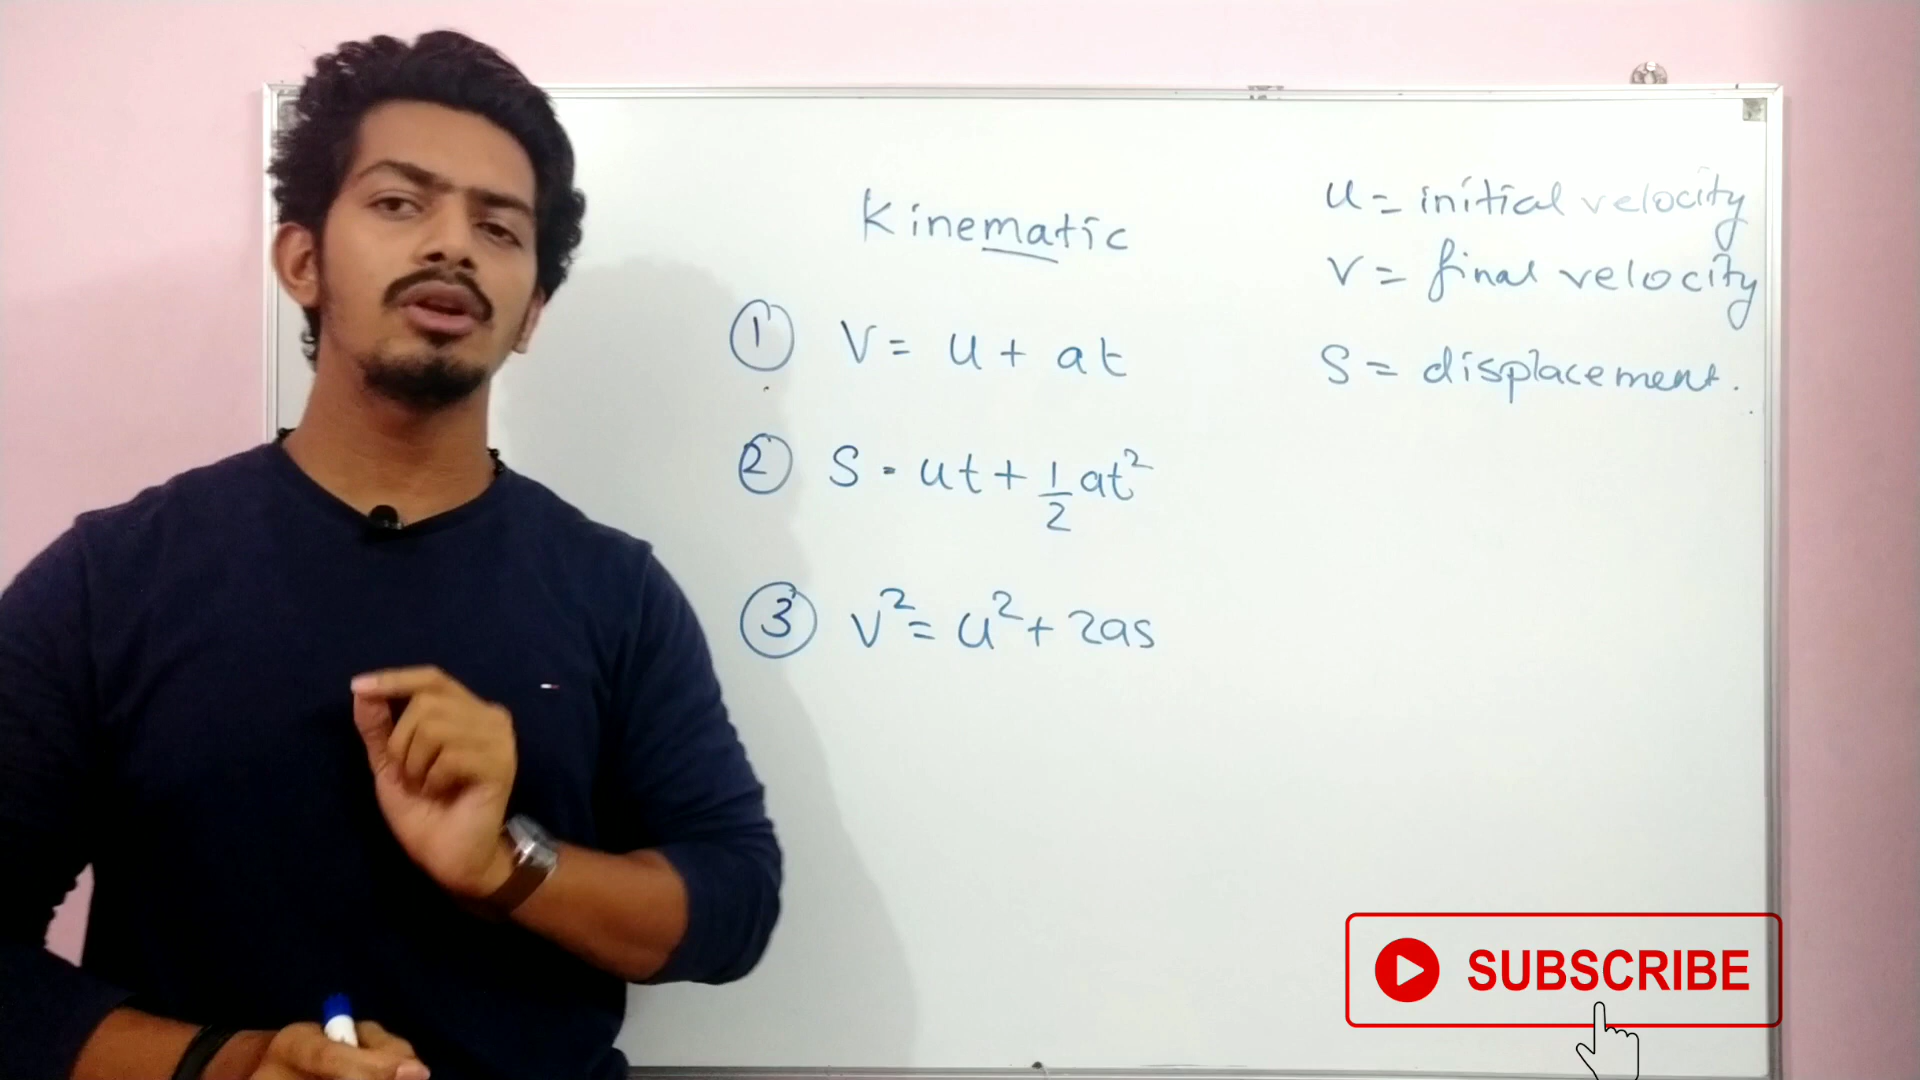 Kinematic
① V = u + at
② S = ut + 1/2 at²
③ v² = u² + 2as
u = initial velocity
v = final velocity
S = displacement.
SUBSCRIBE